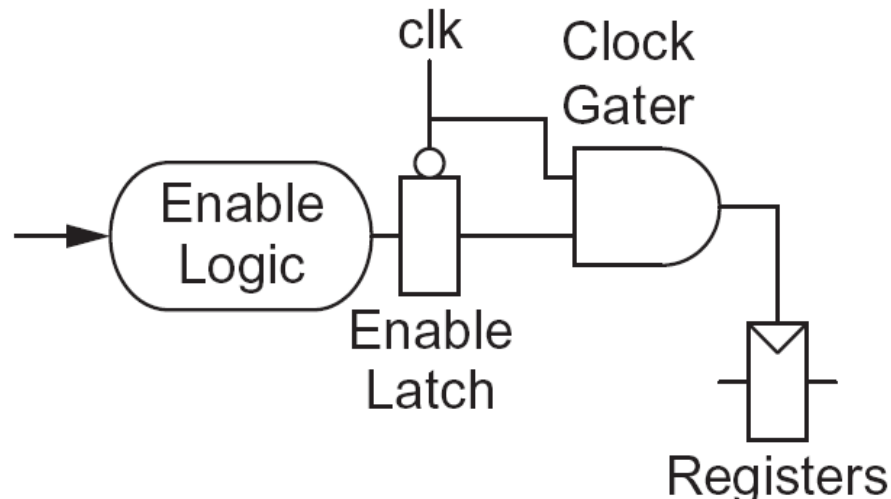 clk
Clock
Gater
Enable
Logic
Enable
Latch
Registers